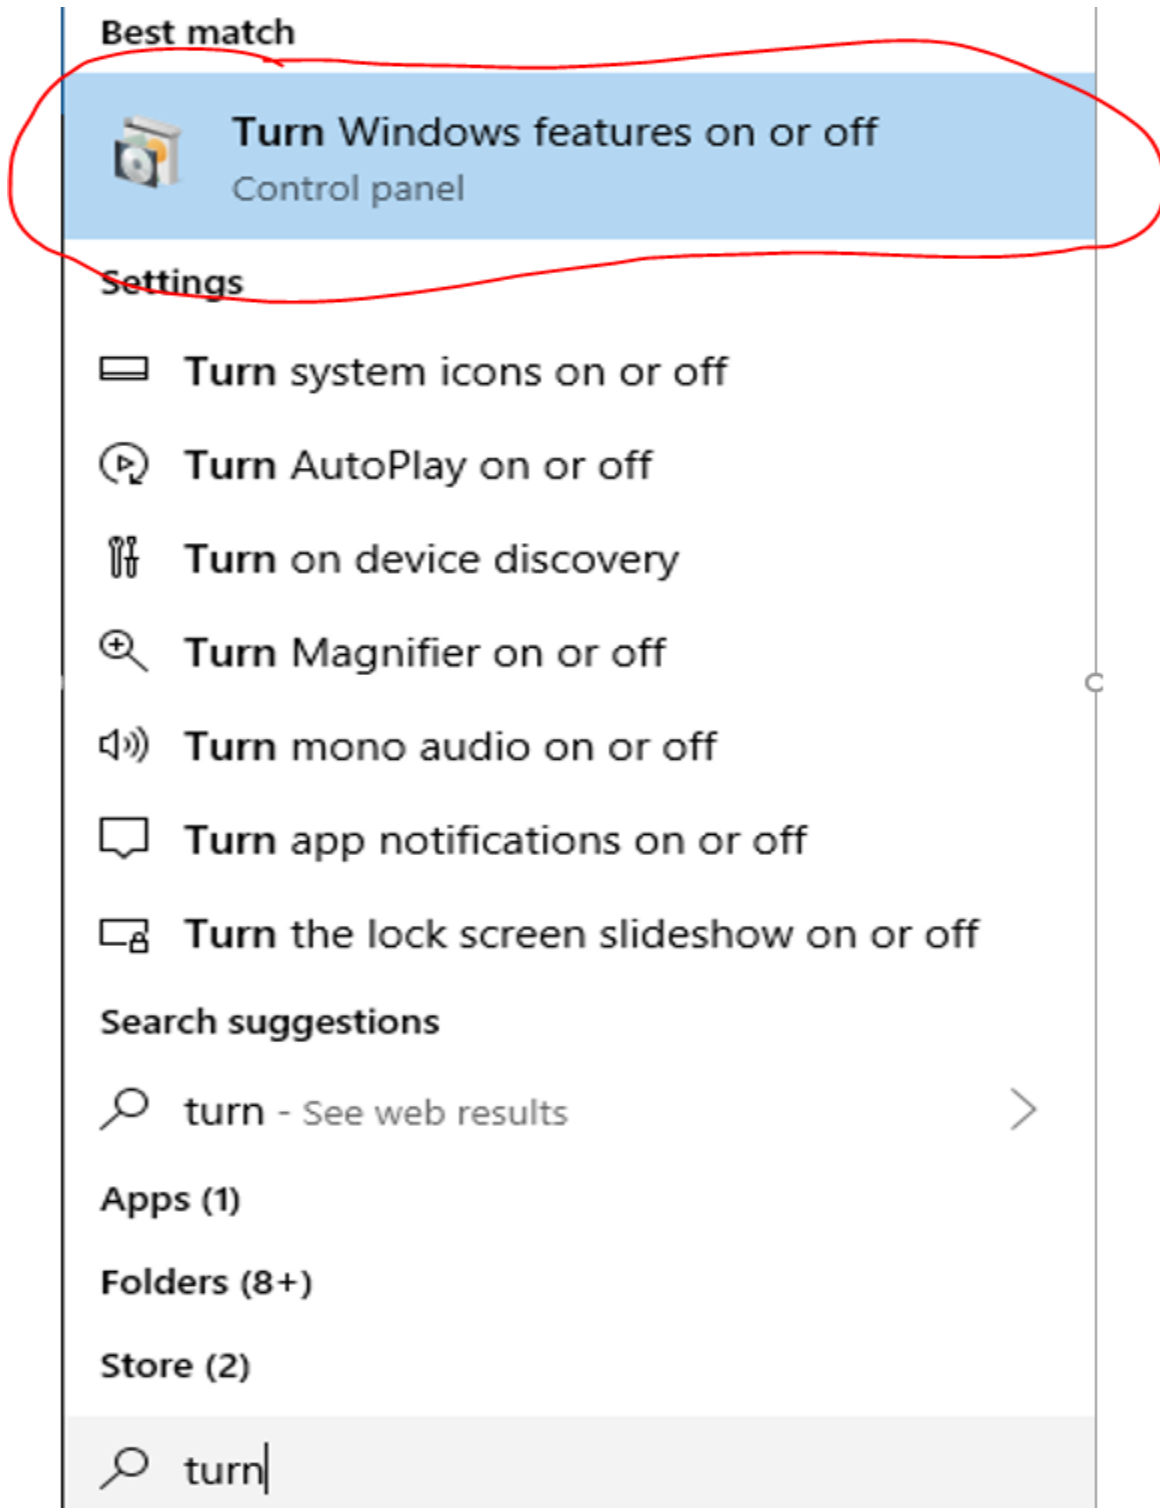 Best match
Turn Windows features on or off
Control panel
Settings
Turn system icons on or off
Turn AutoPlay on or off
Turn on device discovery
Turn Magnifier on or off
Turn mono audio on or off
Turn app notifications on or off
Turn the lock screen slideshow on or off
Search suggestions
turn - See web results
Apps (1)
Folders (8+)
Store (2)
turn